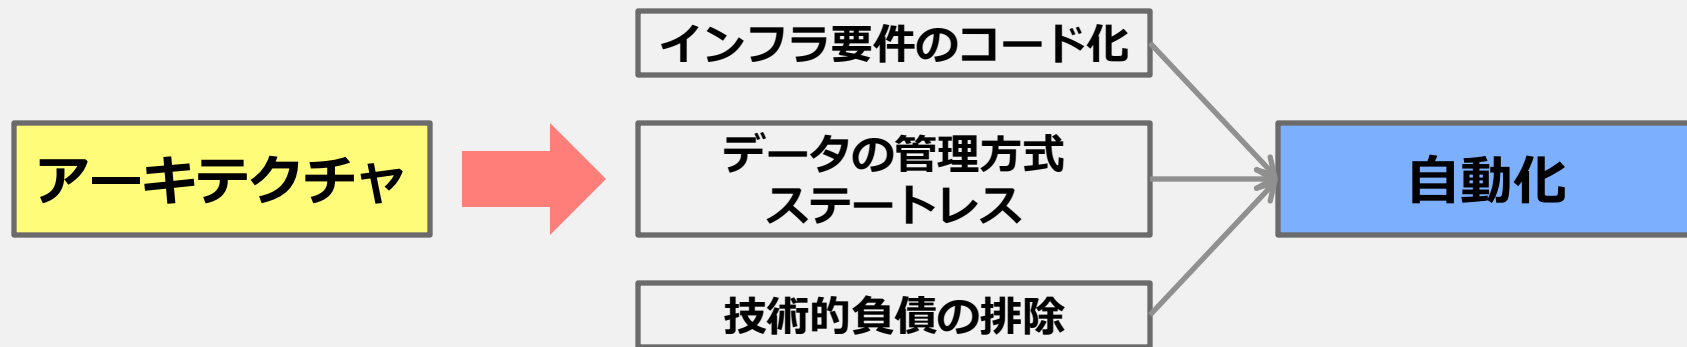 インフラ要件のコード化
アーキテクチャ
データの管理方式
ステートレス
自動化
技術的負債の排除